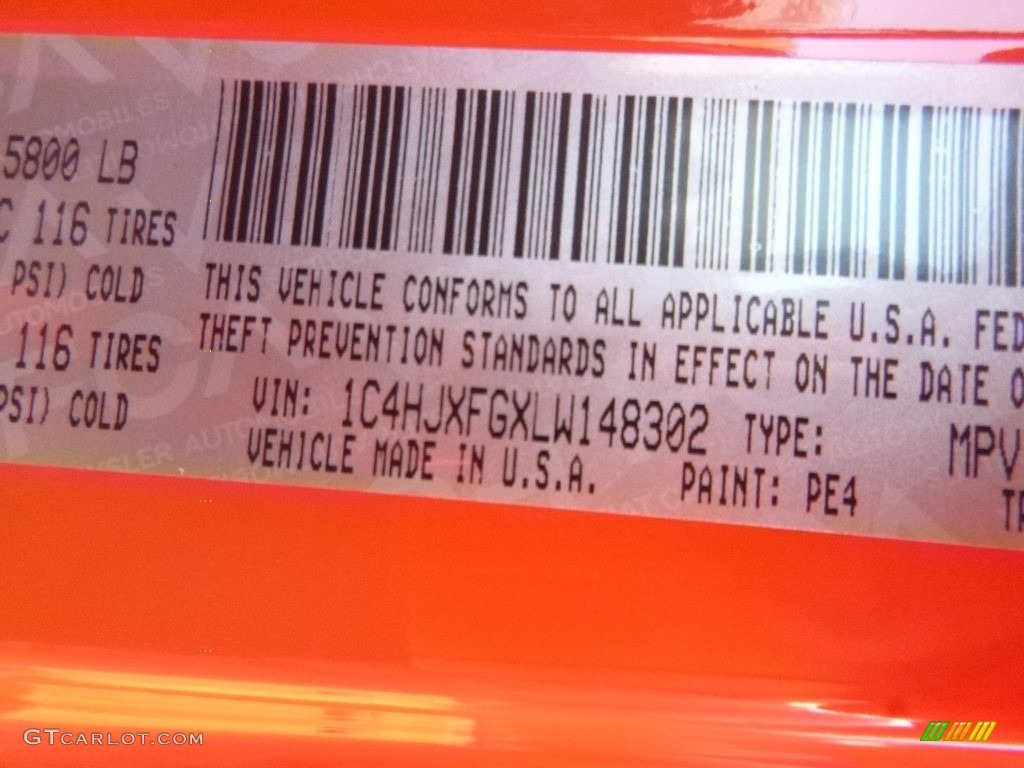 5800 LB
116 TIRES
PSI) COLD
116 TIRES
PSI) COLD
THIS VEHICLE CONFORMS TO ALL APPLICABLE U.S.A. FED
THEFT PREVENTION STANDARDS IN EFFECT ON THE DATE O
VIN: 1C4HJXFGXLW148302 TYPE: MPV
VEHICLE MADE IN U.S.A. PAINT: PE4
GTCARLOT.COM